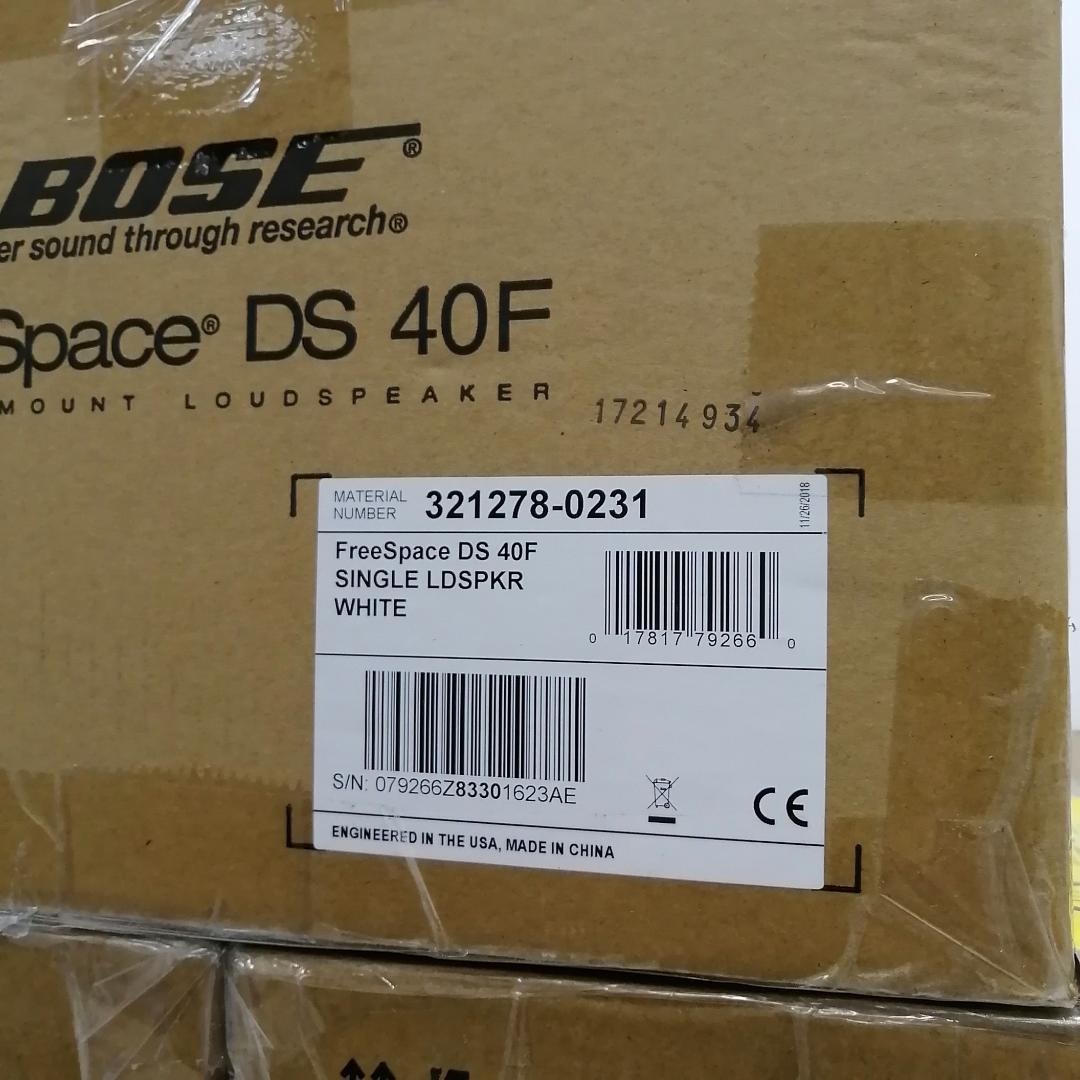 BOSE®
er sound through research®
Space® DS 40F
MOUNT LOUDSPEAKER
17214934
MATERIAL NUMBER 321278-0231
11/26/2018
FreeSpace DS 40F
SINGLE LDSPKR
WHITE
0 17817 79266 0
S/N: 079266Z83301623AE
CE
ENGINEERED IN THE USA, MADE IN CHINA